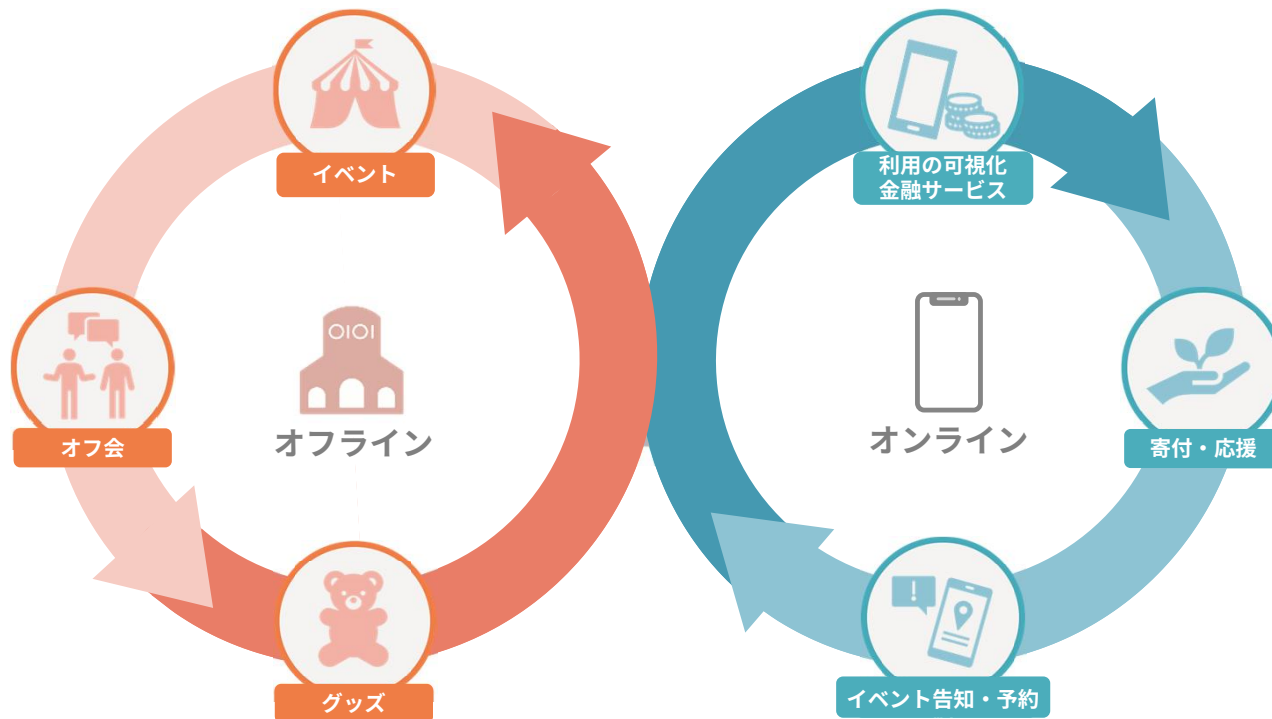 イベント
利用の可視化
金融サービス
OIOI
オフライン
オンライン
オフ会
寄付・応援
!
グッズ
イベント告知・予約